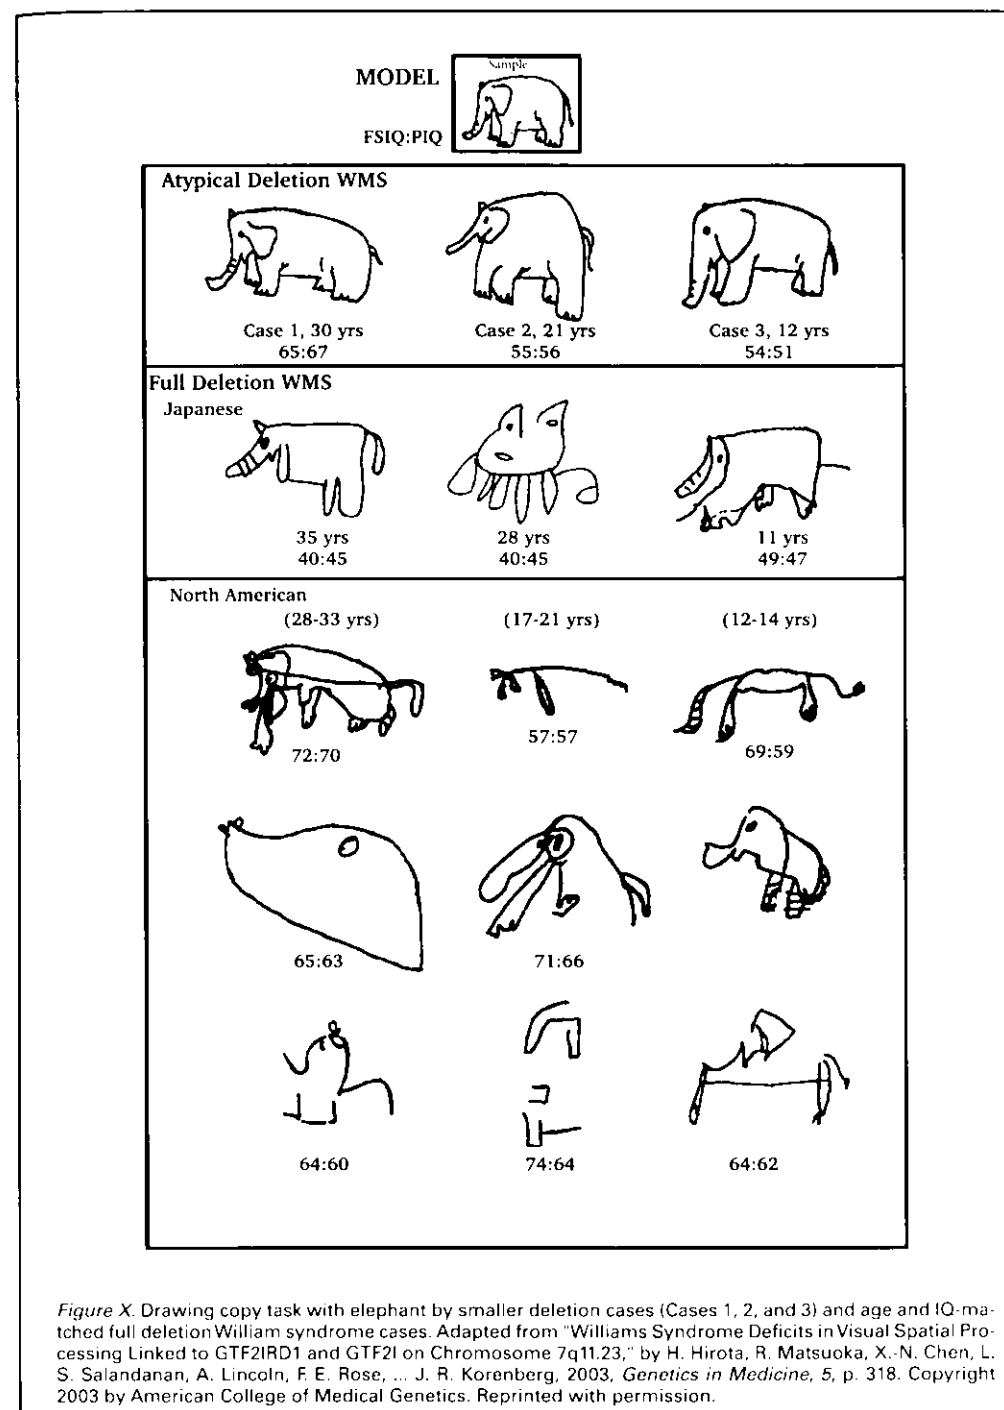 MODEL
Sample
FSIQ:PIQ
Atypical Deletion WMS
Case 1, 30 yrs
65:67
Case 2, 21 yrs
55:56
Case 3, 12 yrs
54:51
Full Deletion WMS
Japanese
35 yrs
40:45
28 yrs
40:45
11 yrs
49:47
North American
(28-33 yrs)
(17-21 yrs)
(12-14 yrs)
72:70
57:57
69:59
65:63
71:66
64:60
74:64
64:62
Figure X. Drawing copy task with elephant by smaller deletion cases (Cases 1, 2, and 3) and age and IQ-ma-
tched full deletion William syndrome cases. Adapted from "Williams Syndrome Deficits in Visual Spatial Pro-
cessing Linked to GTF2IRD1 and GTF2I on Chromosome 7q11.23," by H. Hirota, R. Matsuoka, X.-N. Chen, L.
S. Salandanan, A. Lincoln, F. E. Rose, ... J. R. Korenberg, 2003, Genetics in Medicine, 5, p. 318. Copyright
2003 by American College of Medical Genetics. Reprinted with permission.